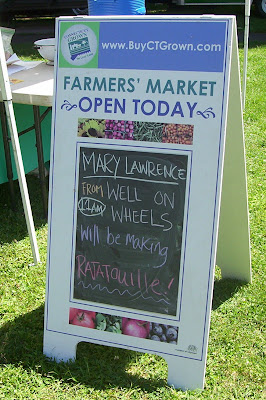 www.BuyCTGrown.com
FARMERS' MARKET
OPEN TODAY
MARY LAWRENCE
FROM WELL ON
11AM WHEELS
will be making
RATATOUILLE!